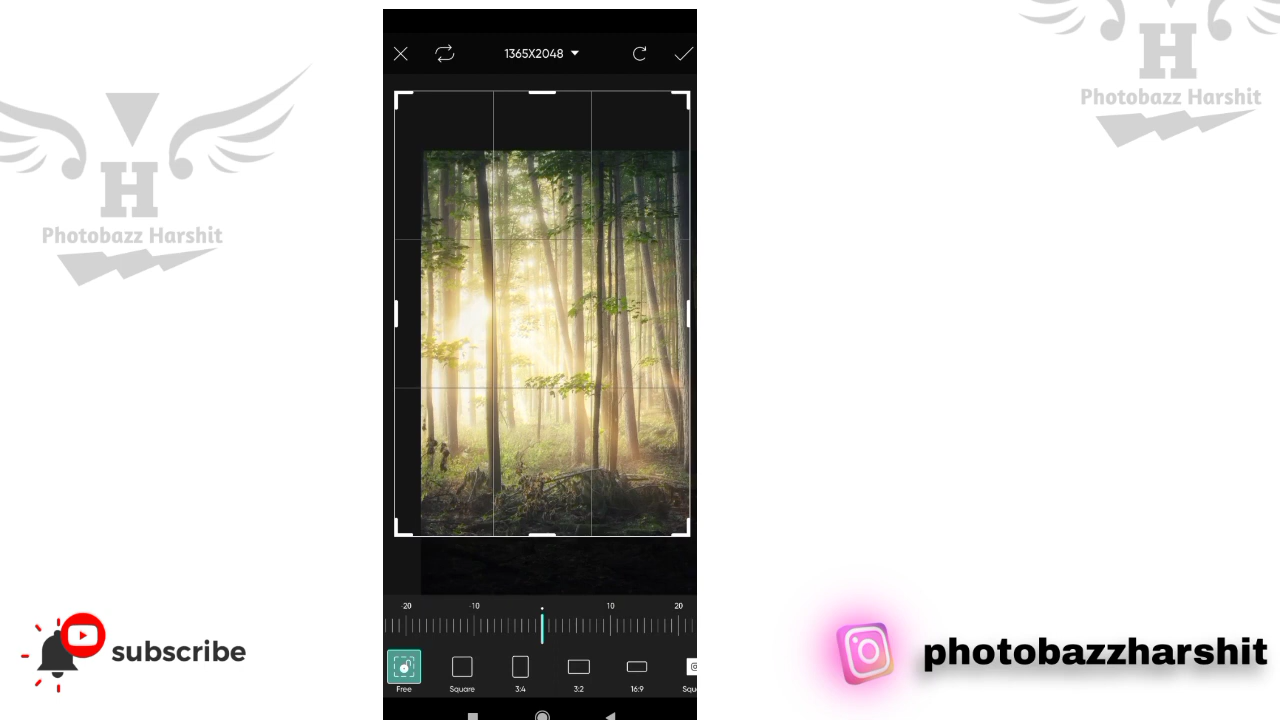 1365X2048
H
Photobazz Harshit
H
Photobazz Harshit
-20 -10 10 20
Free Square 3:4 3:2 16:9 Squ
subscribe
photobazzharshit